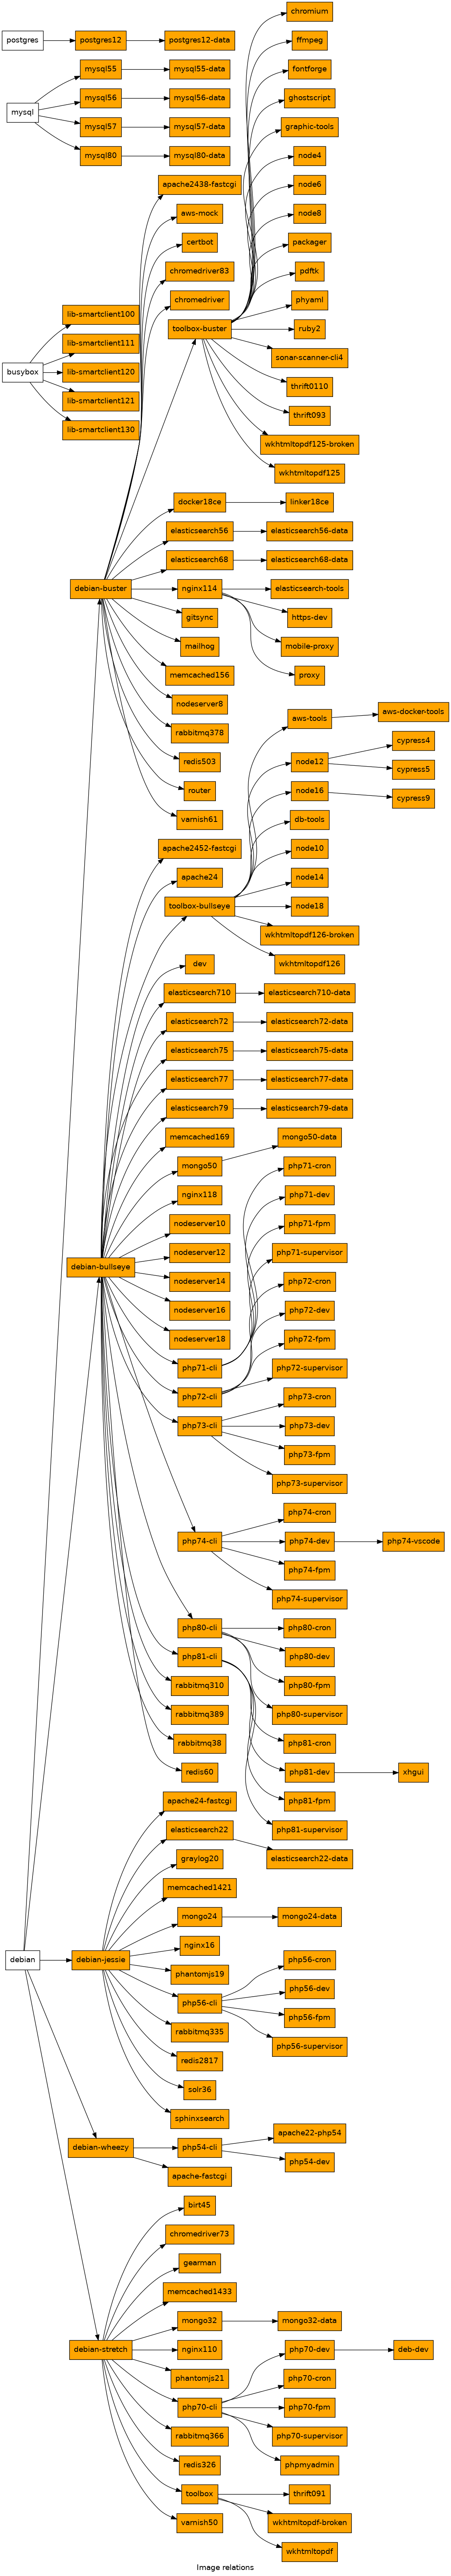 chromium
postgres
postgres12
postgres12-data
ffmpeg
mysql55
mysql55-data
fontforge
mysql
mysql56
mysql56-data
ghostscript
mysql57
mysql57-data
graphic-tools
mysql80
mysql80-data
node4
apache2438-fastcgi
node6
aws-mock
node8
certbot
packager
chromedriver83
pdftk
chromedriver
phyaml
lib-smartclient100
toolbox-buster
ruby2
lib-smartclient111
sonar-scanner-cli4
busybox
lib-smartclient120
thrift0110
lib-smartclient121
thrift093
lib-smartclient130
wkhtmltopdf125-broken
wkhtmltopdf125
docker18ce
linker18ce
elasticsearch56
elasticsearch56-data
elasticsearch68
elasticsearch68-data
debian-buster
nginx114
elasticsearch-tools
gitsync
https-dev
mailhog
mobile-proxy
memcached156
proxy
nodeserver8
aws-tools
aws-docker-tools
rabbitmq378
cypress4
redis503
node12
cypress5
router
node16
cypress9
varnish61
db-tools
apache2452-fastcgi
node10
apache24
node14
toolbox-bullseye
node18
wkhtmltopdf126-broken
dev
wkhtmltopdf126
elasticsearch710
elasticsearch710-data
elasticsearch72
elasticsearch72-data
elasticsearch75
elasticsearch75-data
elasticsearch77
elasticsearch77-data
elasticsearch79
elasticsearch79-data
memcached169
mongo50-data
mongo50
php71-cron
nginx118
php71-dev
nodeserver10
php71-fpm
debian-bullseye
nodeserver12
php71-supervisor
nodeserver14
php72-cron
nodeserver16
php72-dev
nodeserver18
php72-fpm
php71-cli
php72-supervisor
php72-cli
php73-cron
php73-cli
php73-dev
php73-fpm
php73-supervisor
php74-cron
php74-cli
php74-dev
php74-vscode
php74-fpm
php74-supervisor
php80-cli
php80-cron
php81-cli
php80-dev
rabbitmq310
php80-fpm
rabbitmq389
php80-supervisor
rabbitmq38
php81-cron
redis60
php81-dev
xhgui
apache24-fastcgi
php81-fpm
elasticsearch22
php81-supervisor
graylog20
elasticsearch22-data
memcached1421
mongo24
mongo24-data
nginx16
debian
debian-jessie
php56-cron
phantomjs19
php56-dev
php56-cli
php56-fpm
rabbitmq335
php56-supervisor
redis2817
solr36
sphinxsearch
apache22-php54
debian-wheezy
php54-cli
php54-dev
apache-fastcgi
birt45
chromedriver73
gearman
memcached1433
mongo32
mongo32-data
debian-stretch
nginx110
php70-dev
deb-dev
phantomjs21
php70-cron
php70-cli
php70-fpm
rabbitmq366
php70-supervisor
redis326
phpmyadmin
toolbox
thrift091
varnish50
wkhtmltopdf-broken
wkhtmltopdf
Image relations